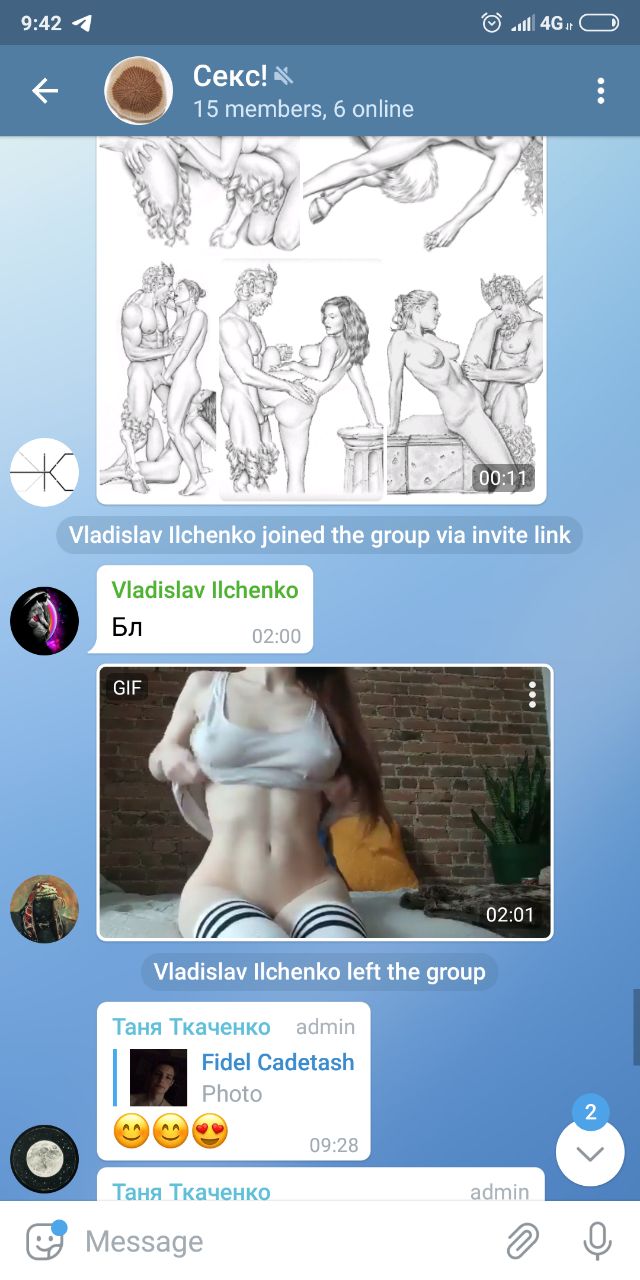 9:42
4G
Секс!
15 members, 6 online
00:11
Vladislav Ilchenko joined the group via invite link
Vladislav Ilchenko
Бл
02:00
GIF
02:01
Vladislav Ilchenko left the group
Таня Ткаченко admin
Fidel Cadetash
Photo
09:28
2
Таня Ткаченко admin
Message